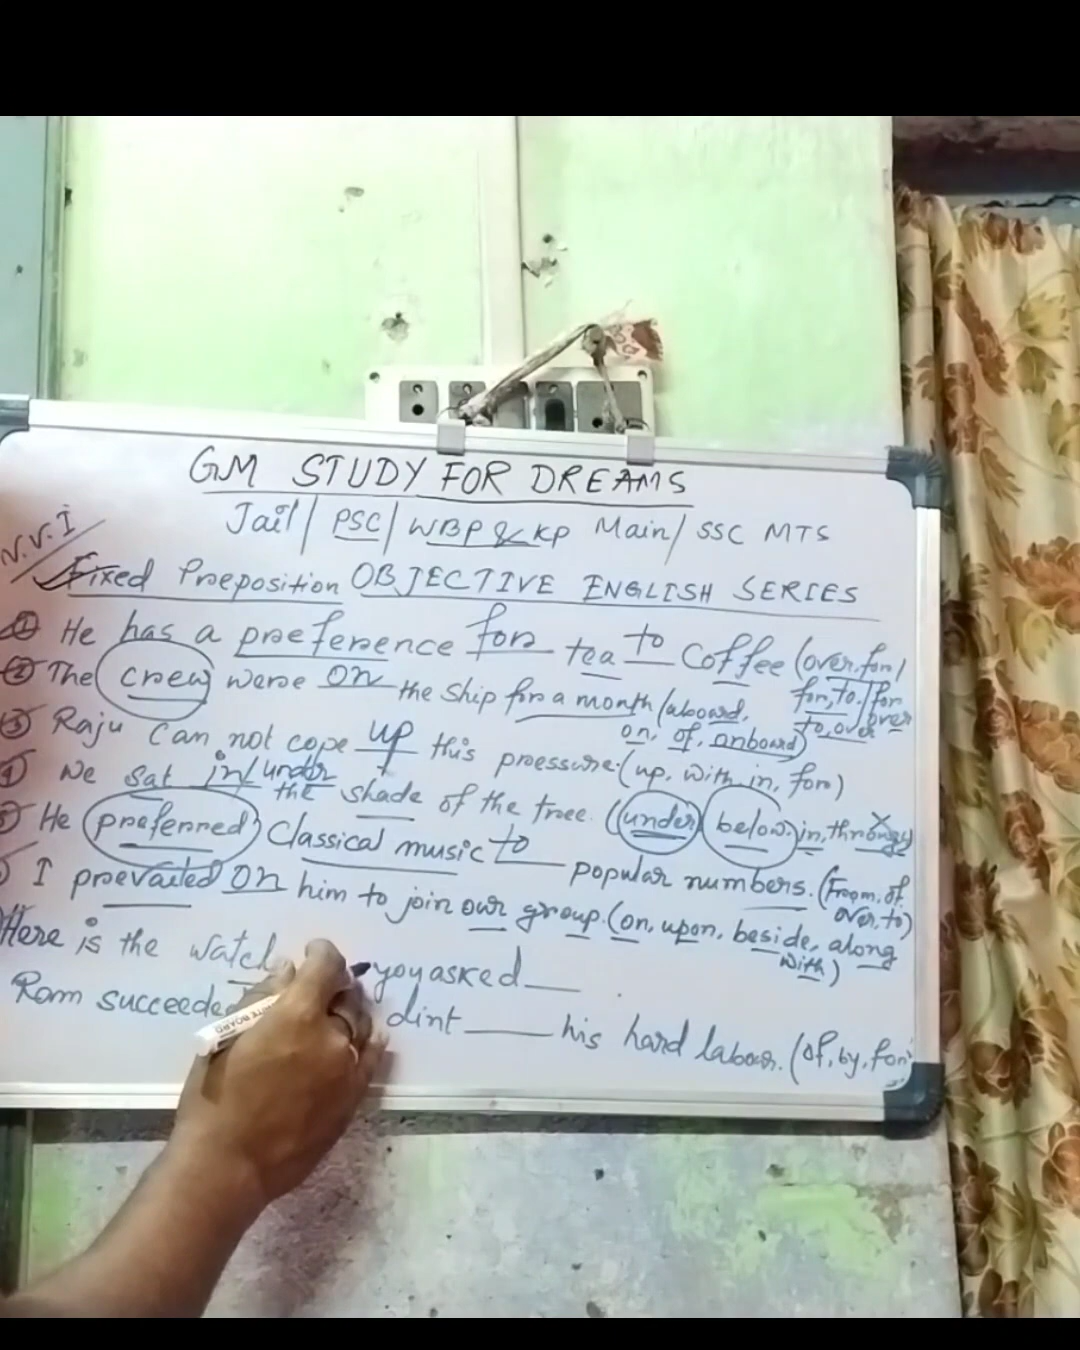 GM STUDY FOR DREAMS
Jail / PSC / WBP & KP Main / SSC MTS
V.V.I
Fixed Preposition OBJECTIVE ENGLISH SERIES
① He has a preference for tea to Coffee (over, for /
for, to / for
to, over over
② The crew were on the ship for a month (aboard,
on, of, onboard)
③ Raju can not cope up this pressure. (up, with, in, for)
④ We sat in/under the shade of the tree. (under, below, in, through)
⑤ He preferred Classical music to popular numbers. (From, of,
over, to)
I prevailed on him to join our group. (on, upon, beside, along
with)
Here is the watch you asked ____.
Ram succeeded dint ____ his hard labour. (of, by, for